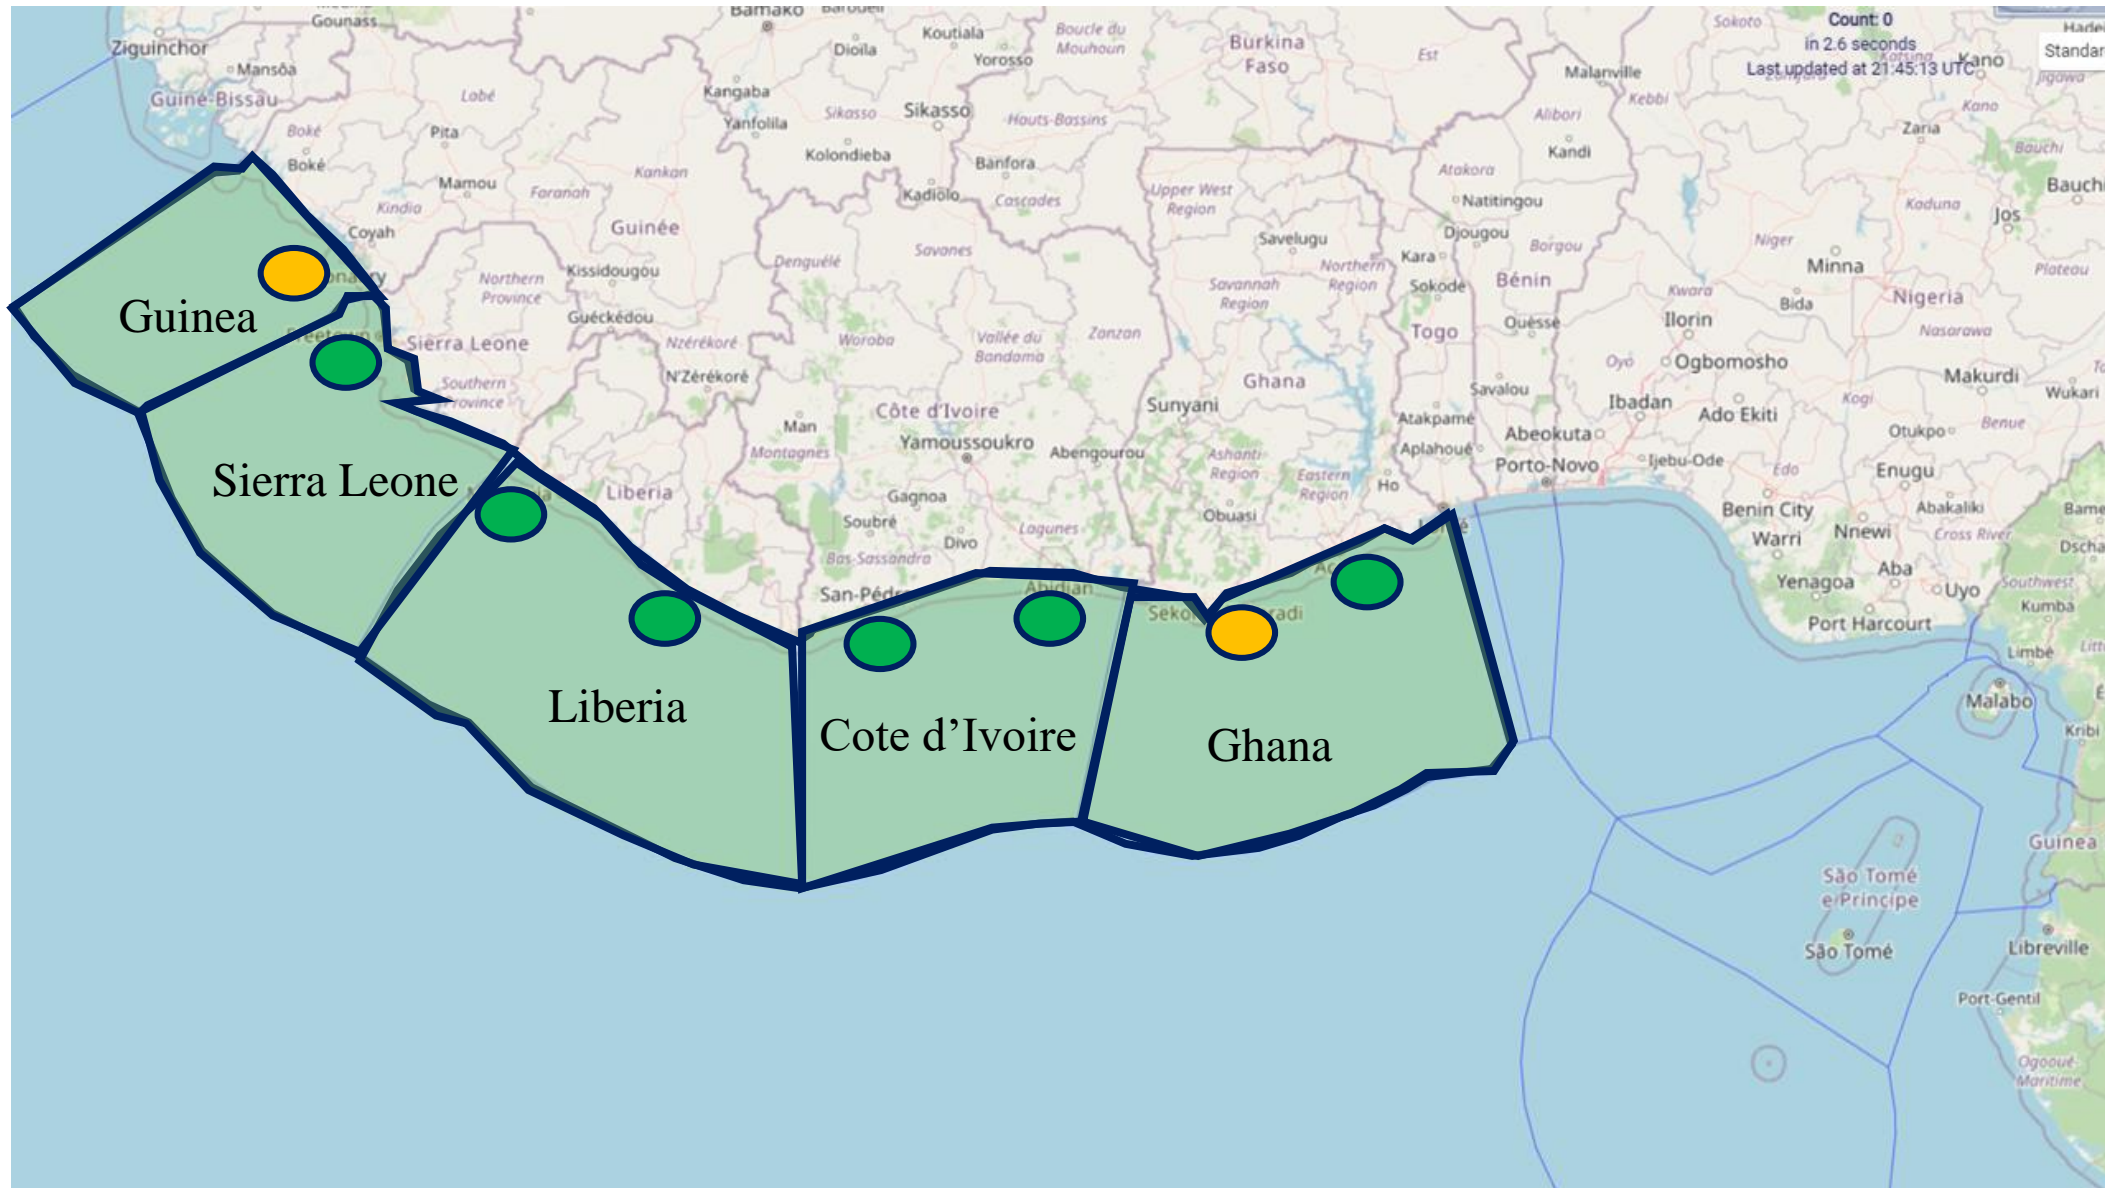 Gounass
Bamako
Ziguinchor
Mansôa
Guiné-Bissau
Labé
Boké
Boké
Pita
Mamou
Kindia
Coyah
Faranah
Kankan
Guinée
Koutiala
Dioïla
Yorosso
Boucle du
Mouhoun
Kangaba
Yanfolila
Sikasso
Sikasso
Kolondieba
Kadiolo
Hauts-Bassins
Banfora
Cascades
Burkina
Faso
Est
Malanville
Sokoto
Count: 0
in 2.6 seconds
Last updated at 21:45:13 UTC
Kano
Standar
Jigawa
Kebbi
Alibori
Kandi
Atakora
Natitingou
Kano
Zaria
Bauchi
Bauchi
Kaduna
Jos
Upper West
Region
Savelugu
Northern
Region
Savannah
Region
Kara
Sokodé
Djougou
Borgou
Bénin
Togo
Ouèssè
Niger
Minna
Plateau
Kwara
Bida
Nigeria
Ilorin
Nasarawa
Oyo
Ogbomosho
Makurdi
Wukari
Northern
Province
Kissidougou
Guéckédou
Denguélé
Savanes
Nzérékoré
N'Zérékoré
Woroba
Vallée du
Bandama
Zanzan
Guinea
Sierra Leone
Southern
Province
Côte d'Ivoire
Man
Montagnes
Yamoussoukro
Abengourou
Sunyani
Ghana
Ashanti
Region
Eastern
Region
Atakpamé
Aplahoué
Savalou
Abeokuta
Ibadan
Ado Ekiti
Kogi
Otukpo
Benue
Sierra Leone
Liberia
Gagnoa
Soubré
Divo
Lagunes
Bas-Sassandra
San-Pédr
Abidjan
Obuasi
Ho
Porto-Novo
Ijebu-Ode
Edo
Enugu
Benin City
Abakaliki
Warri
Nnewi
Cross River
Bame
Dscha
Yenagoa
Aba
Uyo
Southwest
Kumba
Port Harcourt
Limbé
Malabo
Kribi
Liberia
Cote d'Ivoire
Ghana
Guinea
São Tomé
e Príncipe
São Tomé
Libreville
Port-Gentil
Ogooué-
Maritime